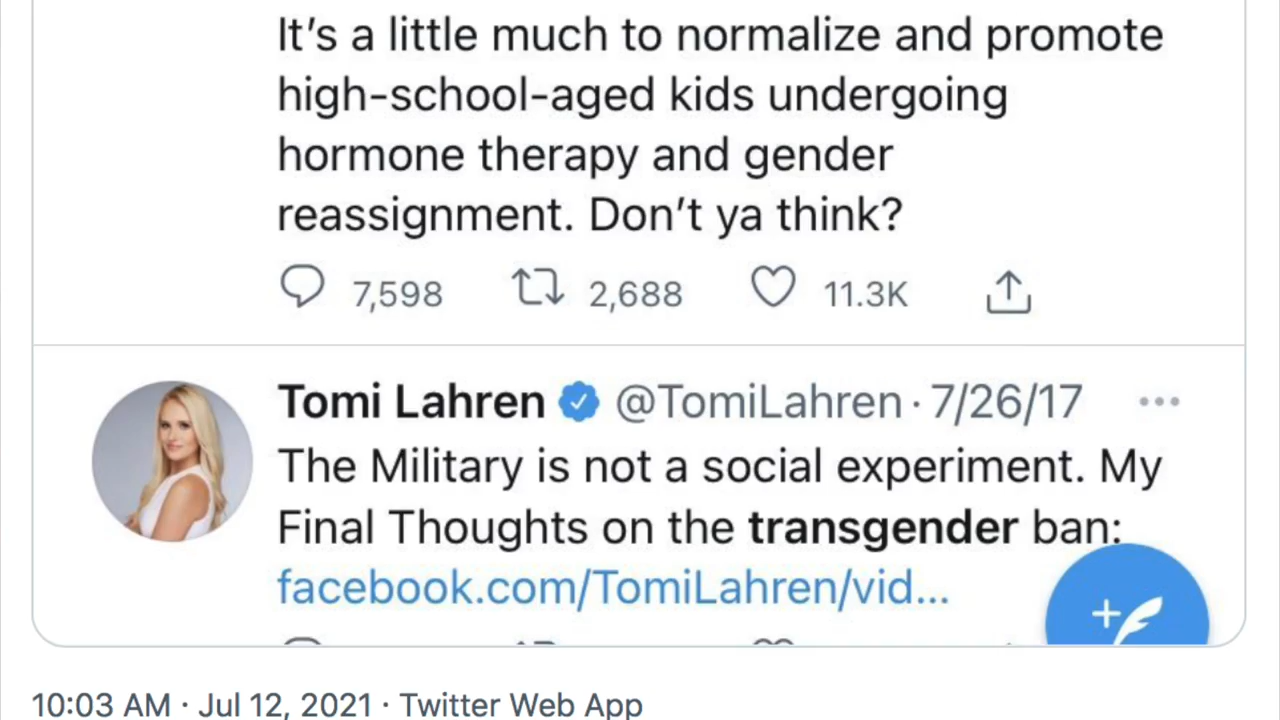 It’s a little much to normalize and promote
high-school-aged kids undergoing
hormone therapy and gender
reassignment. Don’t ya think?
7,598 2,688 11.3K
Tomi Lahren @TomiLahren · 7/26/17 •••
The Military is not a social experiment. My
Final Thoughts on the transgender ban:
facebook.com/TomiLahren/vid...
10:03 AM · Jul 12, 2021 · Twitter Web App